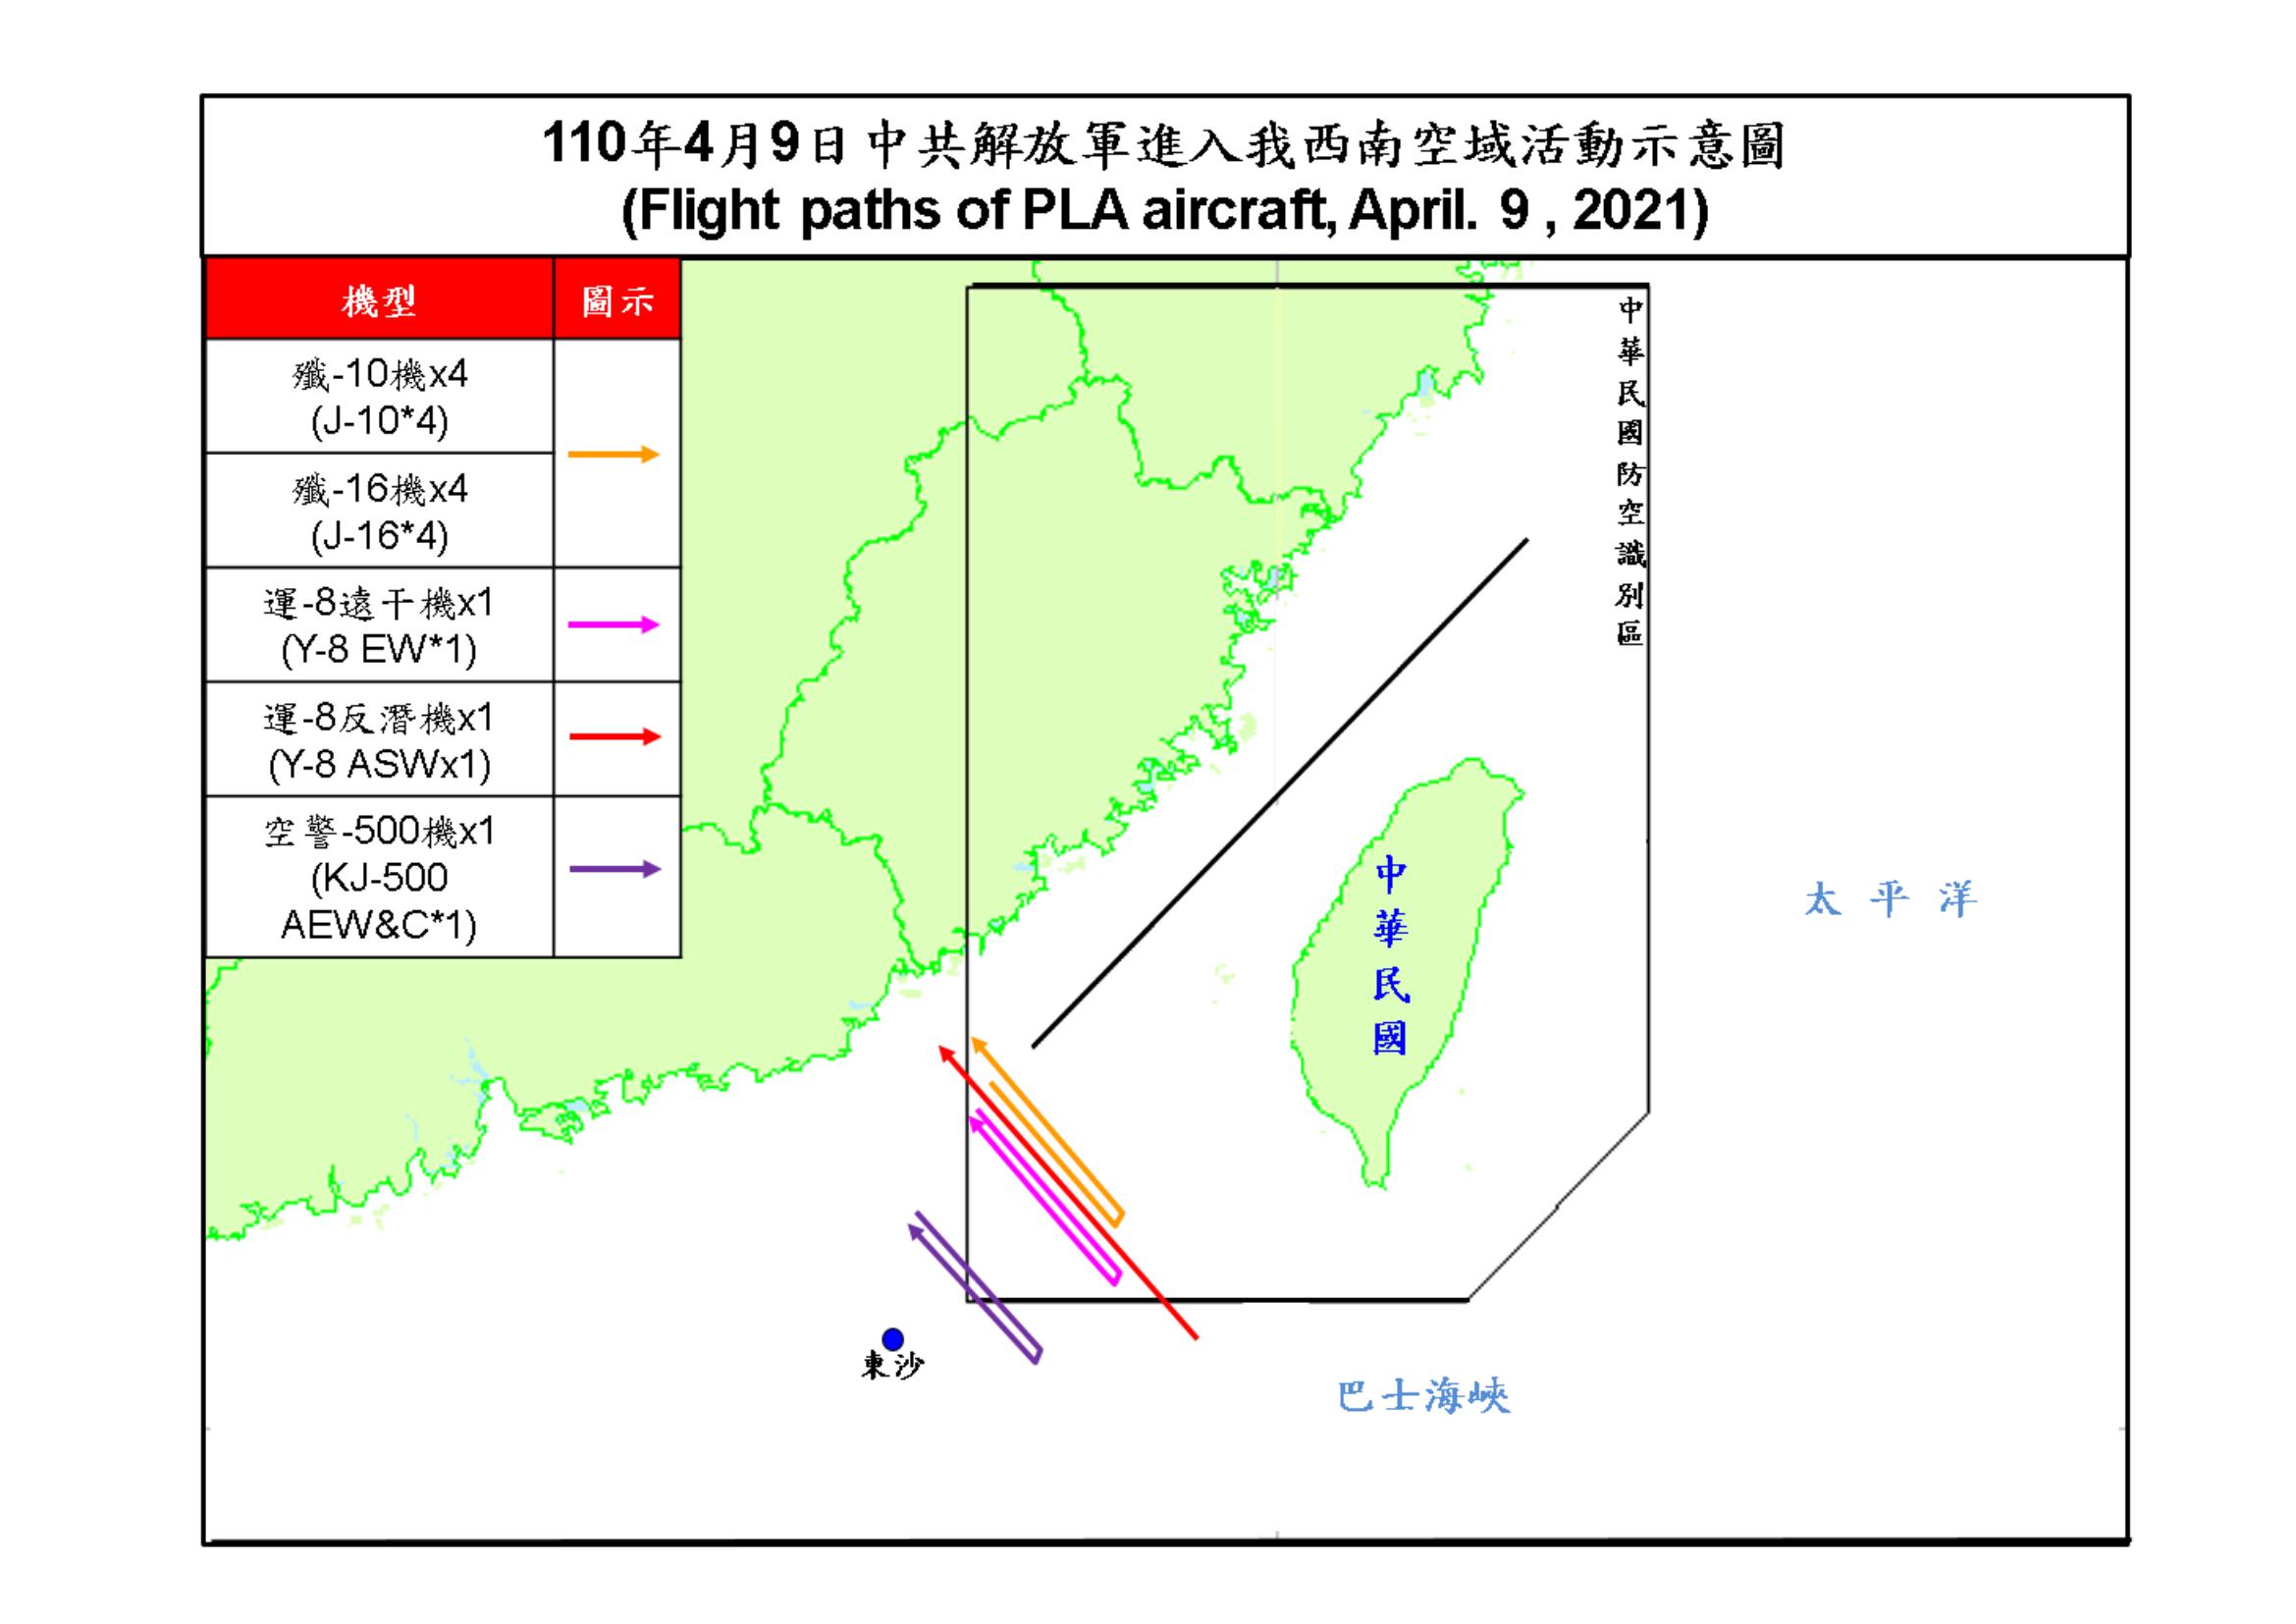 110年4月9日中共解放軍進入我西南空域活動示意圖
(Flight paths of PLA aircraft, April. 9 , 2021)
機型 圖示
殲-10機x4
(J-10*4)
殲-16機x4
(J-16*4)
運-8遠干機x1
(Y-8 EW*1)
運-8反潛機x1
(Y-8 ASWx1)
空警-500機x1
(KJ-500
AEW&C*1)
中華民國防空識別區
中華民國
太平洋
東沙
巴士海峽